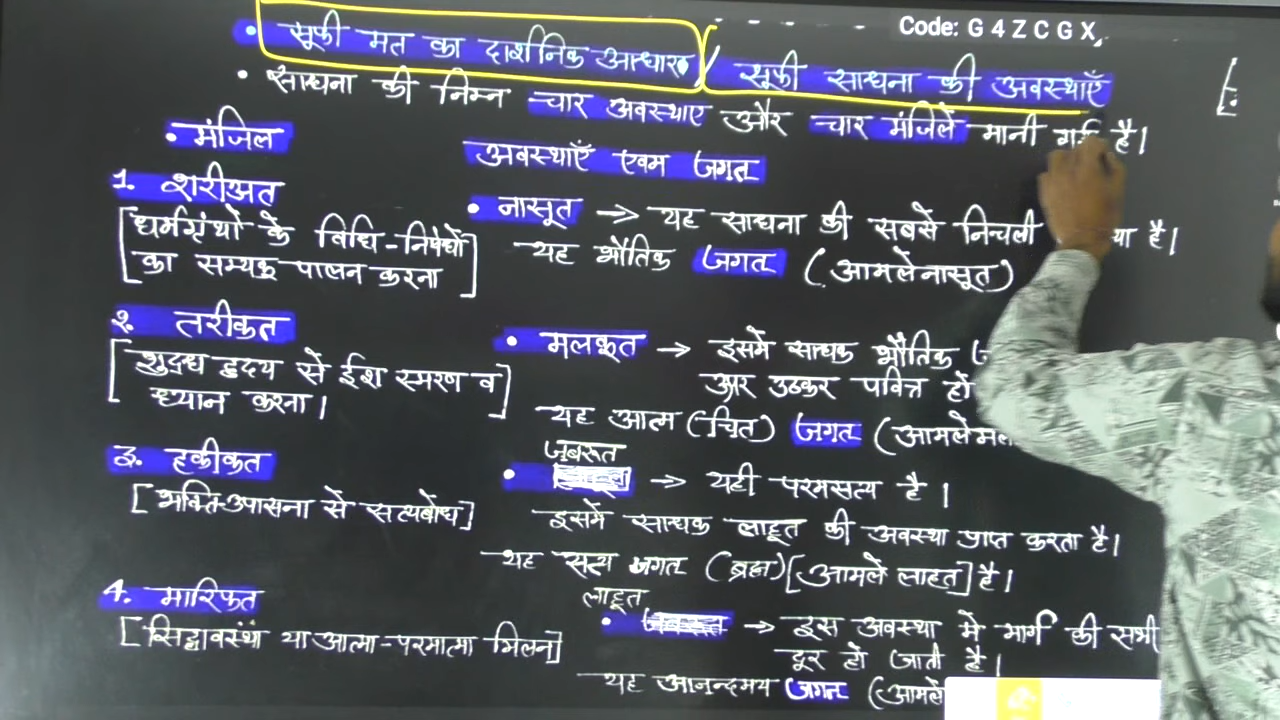 Code: G 4 Z C G X
• सूफी मत का दार्शनिक आधार
सूफी साधना की अवस्थाएँ
• साधना की निम्न चार अवस्थाए और चार मंजिले मानी गई है।
• मंजिल
अवस्थाएँ एवम जगत
1. शरीअत
[धर्मग्रंथो के विधि-निषेधों
का सम्यक् पालन करना]
• नासूत → यह साधना की सबसे निचली है।
यह भौतिक जगत (आमलेनासूत)
2. तरीकत
[शुद्ध हृदय से ईश स्मरण व
ध्यान करना।]
• मलकूत → इसमे साधक भौतिक
ऊपर उठकर पवित्र हो
यह आत्म (चित) जगत
3. हकीकत
[भक्ति-उपासना से सत्यबोध]
जबरूत
• → यही परमसत्य है।
इसमे साधक लाहूत की अवस्था प्राप्त करता है।
यह सत्य जगत (ब्रह्म) [आमले लाहत] है।
4. मारिफत
[सिद्धावस्था या आत्मा-परमात्मा मिलन]
लाहूत
• → इस अवस्था मे मार्ग की सभी
दूर हो जाती है।
यह आनन्दमय जगत (आमले